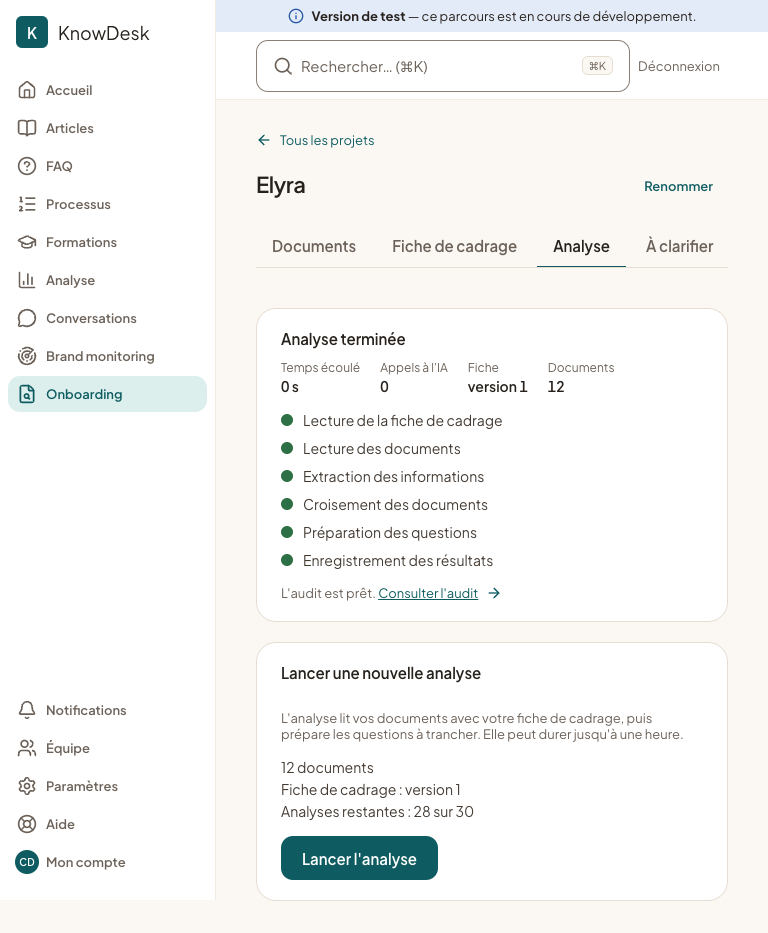 Version de test — ce parcours est en cours de développement.
K KnowDesk
Rechercher... (⌘K) ⌘K Déconnexion
Accueil
Articles
FAQ
Processus
Formations
Analyse
Conversations
Brand monitoring
Onboarding
Notifications
Équipe
Paramètres
Aide
CD Mon compte
← Tous les projets
Elyra
Renommer
Documents Fiche de cadrage Analyse À clarifier
Analyse terminée
Temps écoulé Appels à l'IA Fiche Documents
0 s 0 version 1 12
Lecture de la fiche de cadrage
Lecture des documents
Extraction des informations
Croisement des documents
Préparation des questions
Enregistrement des résultats
L'audit est prêt. Consulter l'audit →
Lancer une nouvelle analyse
L'analyse lit vos documents avec votre fiche de cadrage, puis
prépare les questions à trancher. Elle peut durer jusqu'à une heure.
12 documents
Fiche de cadrage : version 1
Analyses restantes : 28 sur 30
Lancer l'analyse